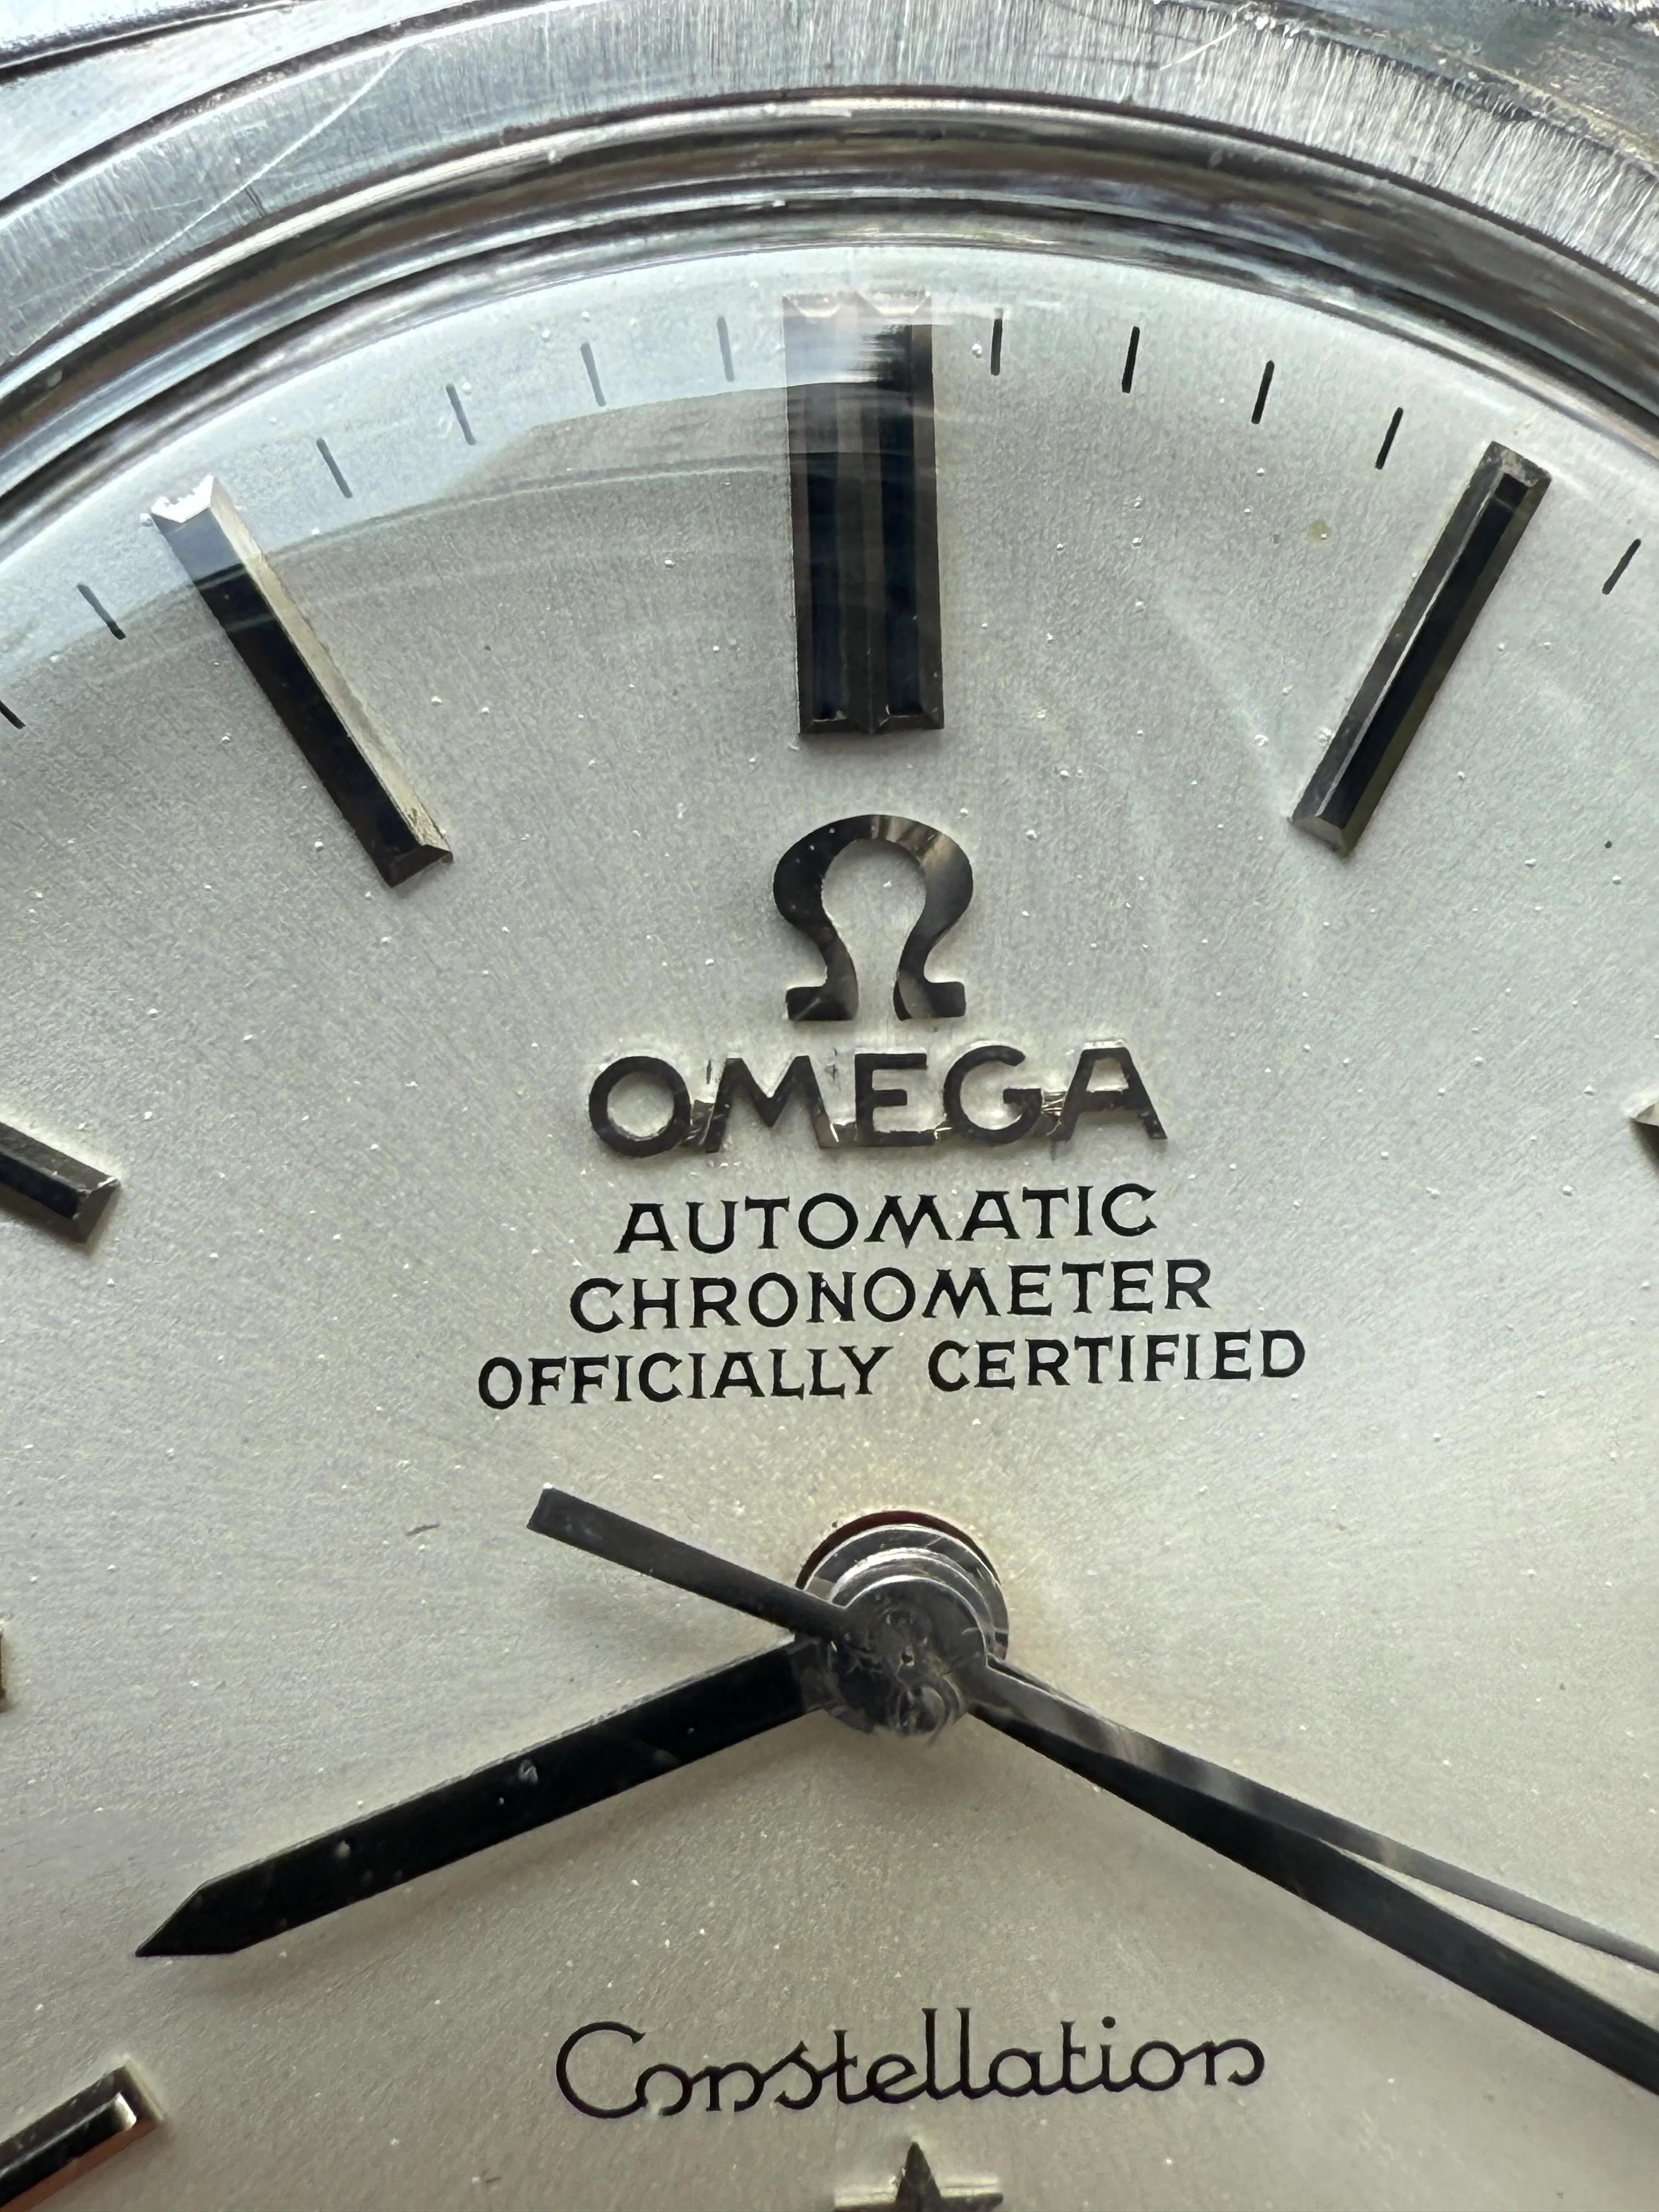 Ω
OMEGA
AUTOMATIC
CHRONOMETER
OFFICIALLY CERTIFIED
Constellation